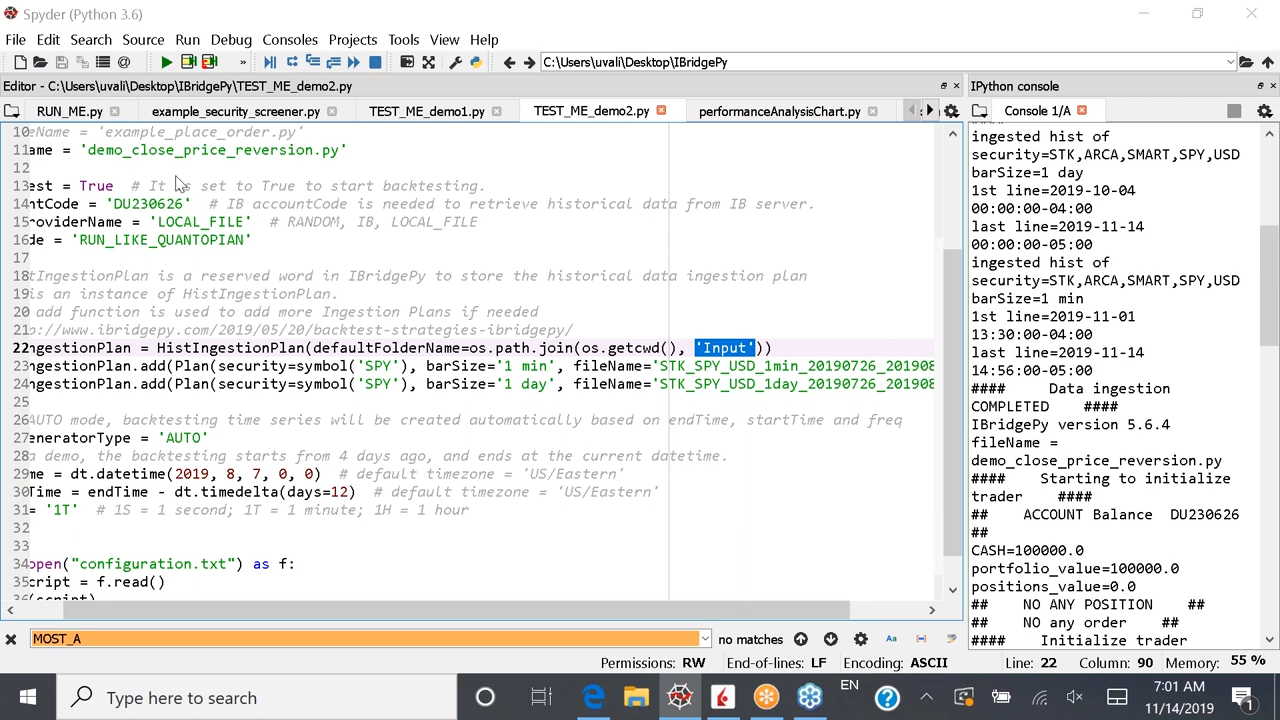 Spyder (Python 3.6)
File Edit Search Source Run Debug Consoles Projects Tools View Help
C:\Users\uvali\Desktop\IBridgePy
Editor - C:\Users\uvali\Desktop\IBridgePy\TEST_ME_demo2.py
IPython console
RUN_ME.py example_security_screener.py TEST_ME_demo1.py TEST_ME_demo2.py performanceAnalysisChart.py
Console 1/A
10 eName = 'example_place_order.py'
11 ame = 'demo_close_price_reversion.py'
12
13 est = True # It is set to True to start backtesting.
14 ntCode = 'DU230626' # IB accountCode is needed to retrieve historical data from IB server.
15 roviderName = 'LOCAL_FILE' # RANDOM, IB, LOCAL_FILE
16 de = 'RUN_LIKE_QUANTOPIAN'
17
18 tIngestionPlan is a reserved word in IBridgePy to store the historical data ingestion plan
19 is an instance of HistIngestionPlan.
20 add function is used to add more Ingestion Plans if needed
21 p://www.ibridgepy.com/2019/05/20/backtest-strategies-ibridgepy/
22 ngestionPlan = HistIngestionPlan(defaultFolderName=os.path.join(os.getcwd(), 'Input'))
23 ngestionPlan.add(Plan(security=symbol('SPY'), barSize='1 min', fileName='STK_SPY_USD_1min_20190726_201908
24 ngestionPlan.add(Plan(security=symbol('SPY'), barSize='1 day', fileName='STK_SPY_USD_1day_20190726_201908
25
26 AUTO mode, backtesting time series will be created automatically based on endTime, startTime and freq
27 eneratorType = 'AUTO'
28 a demo, the backtesting starts from 4 days ago, and ends at the current datetime.
29 me = dt.datetime(2019, 8, 7, 0, 0) # default timezone = 'US/Eastern'
30 Time = endTime - dt.timedelta(days=12) # default timezone = 'US/Eastern'
31 = '1T' # 1S = 1 second; 1T = 1 minute; 1H = 1 hour
32
33
34 open("configuration.txt") as f:
35 cript = f.read()
36 (script)
ingested hist of
security=STK,ARCA,SMART,SPY,USD
barSize=1 day
1st line=2019-10-04
00:00:00-04:00
last line=2019-11-14
00:00:00-05:00
ingested hist of
security=STK,ARCA,SMART,SPY,USD
barSize=1 min
1st line=2019-11-01
13:30:00-04:00
last line=2019-11-14
14:56:00-05:00
#### Data ingestion
COMPLETED ####
IBridgePy version 5.6.4
fileName =
demo_close_price_reversion.py
#### Starting to initialize
trader ####
## ACCOUNT Balance DU230626
##
CASH=100000.0
portfolio_value=100000.0
positions_value=0.0
## NO ANY POSITION ##
## NO any order ##
#### Initialize trader
MOST_A
no matches
Permissions: RW End-of-lines: LF Encoding: ASCII Line: 22 Column: 90 Memory: 55 %
Type here to search
EN
7:01 AM
11/14/2019
1